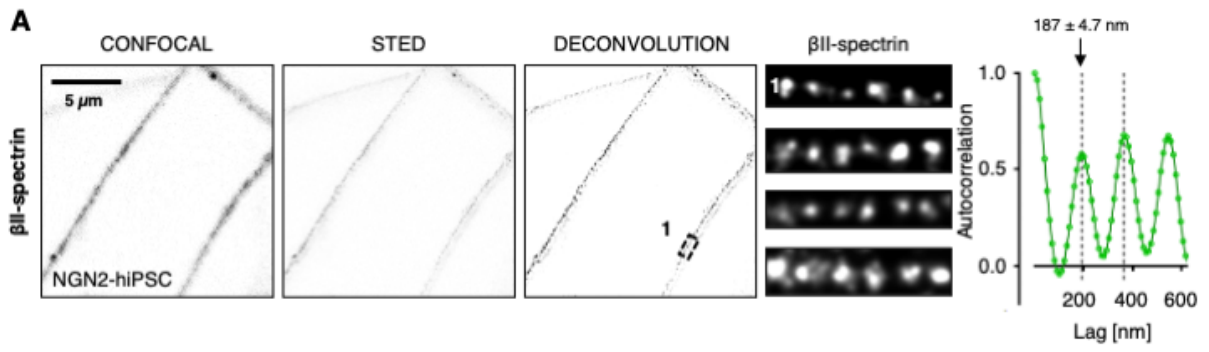 A
CONFOCAL
STED
DECONVOLUTION
βII-spectrin
187 ± 4.7 nm
βII-spectrin
5 µm
NGN2-hiPSC
1
1
Autocorrelation
1.0
0.5
0.0
200 400 600
Lag [nm]